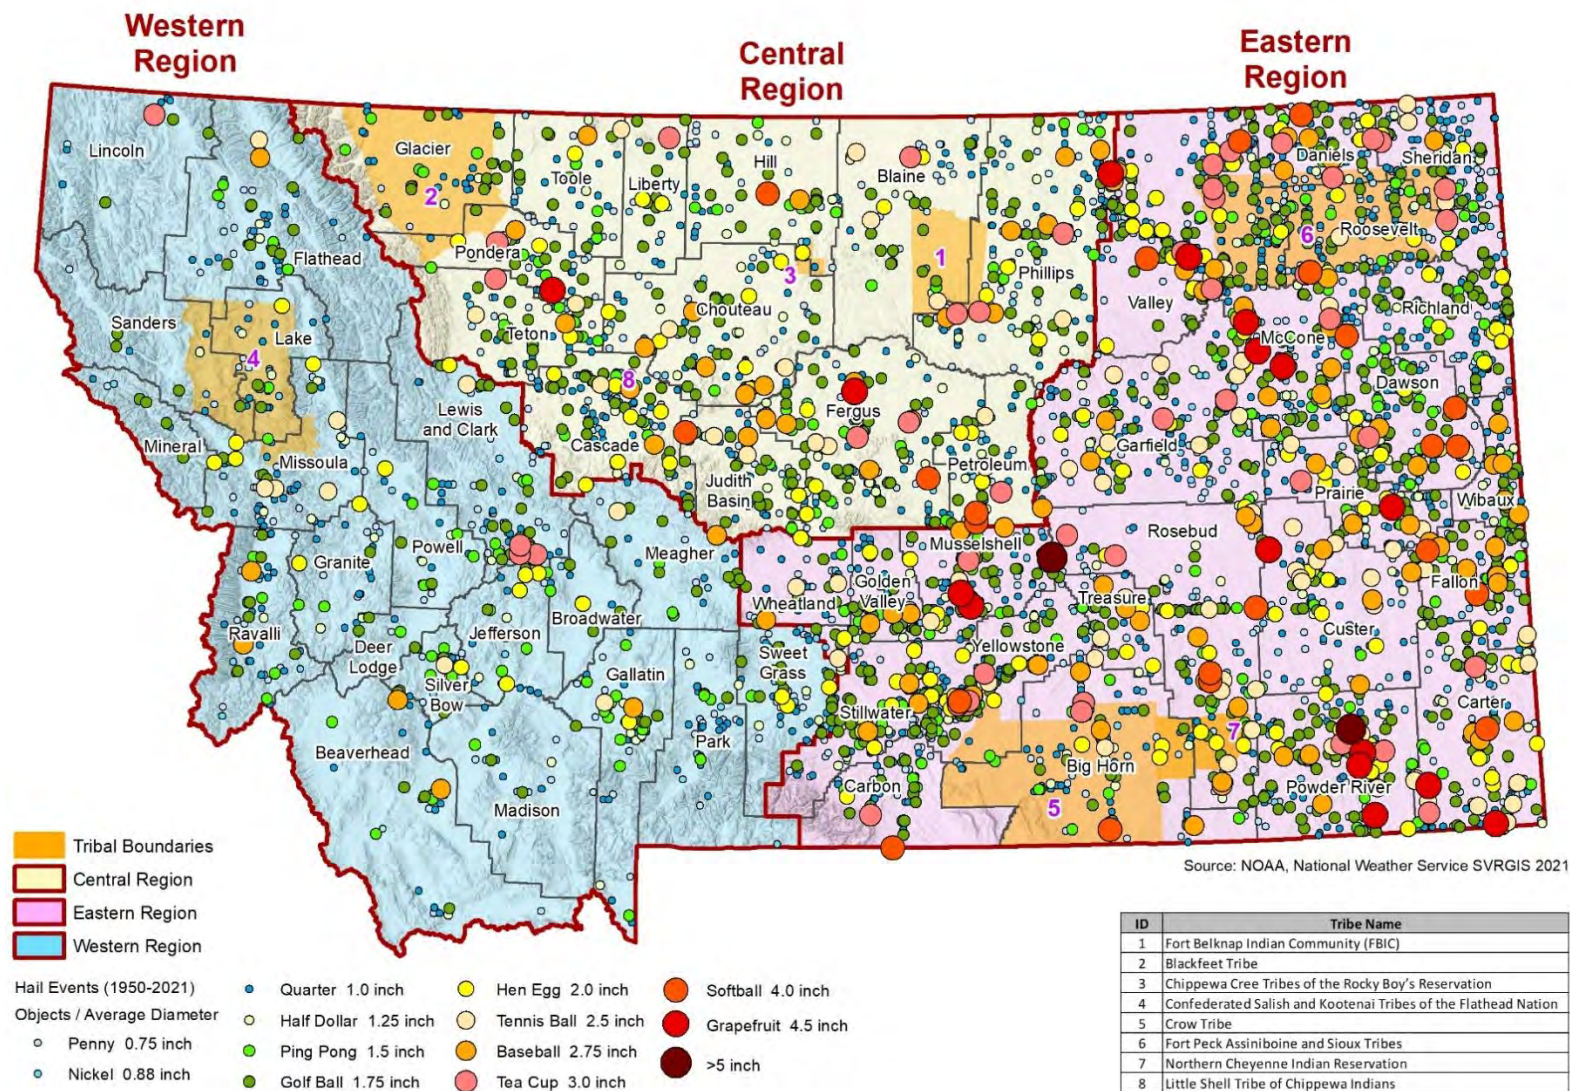 Western
Region
Central
Region
Eastern
Region
Lincoln
Glacier
Toole
Liberty
Hill
Blaine
Daniels
Sheridan
2
6
Roosevelt
Flathead
Pondera
3
1
Phillips
Valley
Richland
Sanders
Lake
4
Teton
Chouteau
McCone
8
Dawson
Lewis
and Clark
Fergus
Mineral
Missoula
Cascade
Garfield
Judith
Basin
Petroleum
Prairie
Wibaux
Granite
Powell
Meagher
Musselshell
Rosebud
Wheatland
Golden
Valley
Treasure
Fallon
Ravalli
Deer
Lodge
Jefferson
Broadwater
Custer
Silver
Bow
Gallatin
Sweet
Grass
Yellowstone
Stillwater
7
Carter
Beaverhead
Park
Big Horn
Carbon
5
Powder River
Madison
Tribal Boundaries
Central Region
Eastern Region
Western Region
Source: NOAA, National Weather Service SVRGIS 2021
Hail Events (1950-2021)
Objects / Average Diameter
Penny 0.75 inch
Nickel 0.88 inch
Quarter 1.0 inch
Half Dollar 1.25 inch
Ping Pong 1.5 inch
Golf Ball 1.75 inch
Hen Egg 2.0 inch
Tennis Ball 2.5 inch
Baseball 2.75 inch
Tea Cup 3.0 inch
Softball 4.0 inch
Grapefruit 4.5 inch
>5 inch
ID Tribe Name
1 Fort Belknap Indian Community (FBIC)
2 Blackfeet Tribe
3 Chippewa Cree Tribes of the Rocky Boy's Reservation
4 Confederated Salish and Kootenai Tribes of the Flathead Nation
5 Crow Tribe
6 Fort Peck Assiniboine and Sioux Tribes
7 Northern Cheyenne Indian Reservation
8 Little Shell Tribe of Chippewa Indians